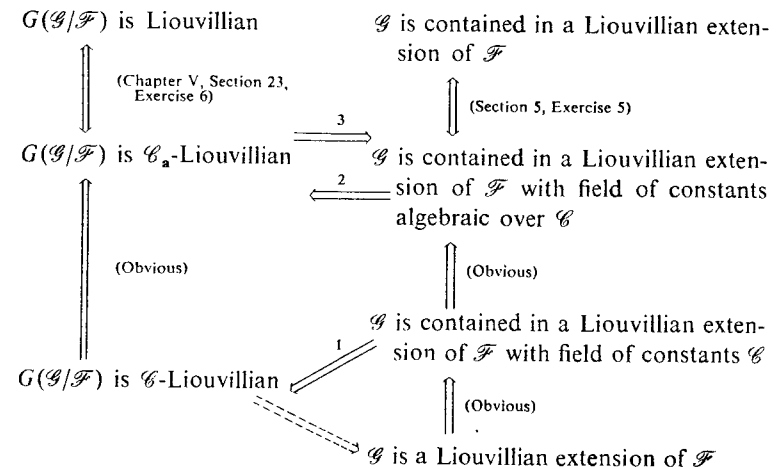 G(𝒢/ℱ) is Liouvillian
𝒢 is contained in a Liouvillian exten-
sion of ℱ
(Chapter V, Section 23,
Exercise 6)
(Section 5, Exercise 5)
3
G(𝒢/ℱ) is 𝒞ₐ-Liouvillian
𝒢 is contained in a Liouvillian exten-
sion of ℱ with field of constants
algebraic over 𝒞
2
(Obvious)
(Obvious)
𝒢 is contained in a Liouvillian exten-
sion of ℱ with field of constants 𝒞
1
G(𝒢/ℱ) is 𝒞-Liouvillian
(Obvious)
𝒢 is a Liouvillian extension of ℱ